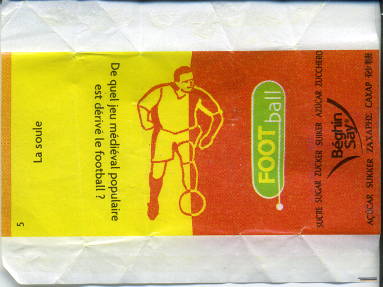 SUCRE SUGAR ZUCKER SUIKER AZÚCAR ZUCCHERO
Béghin
Say
AÇÚCAR SUKKER ΖΑΧΑΡΗ CAXAP
FOOTball
De quel jeu médiéval populaire
est dérivé le football ?
La soule
5